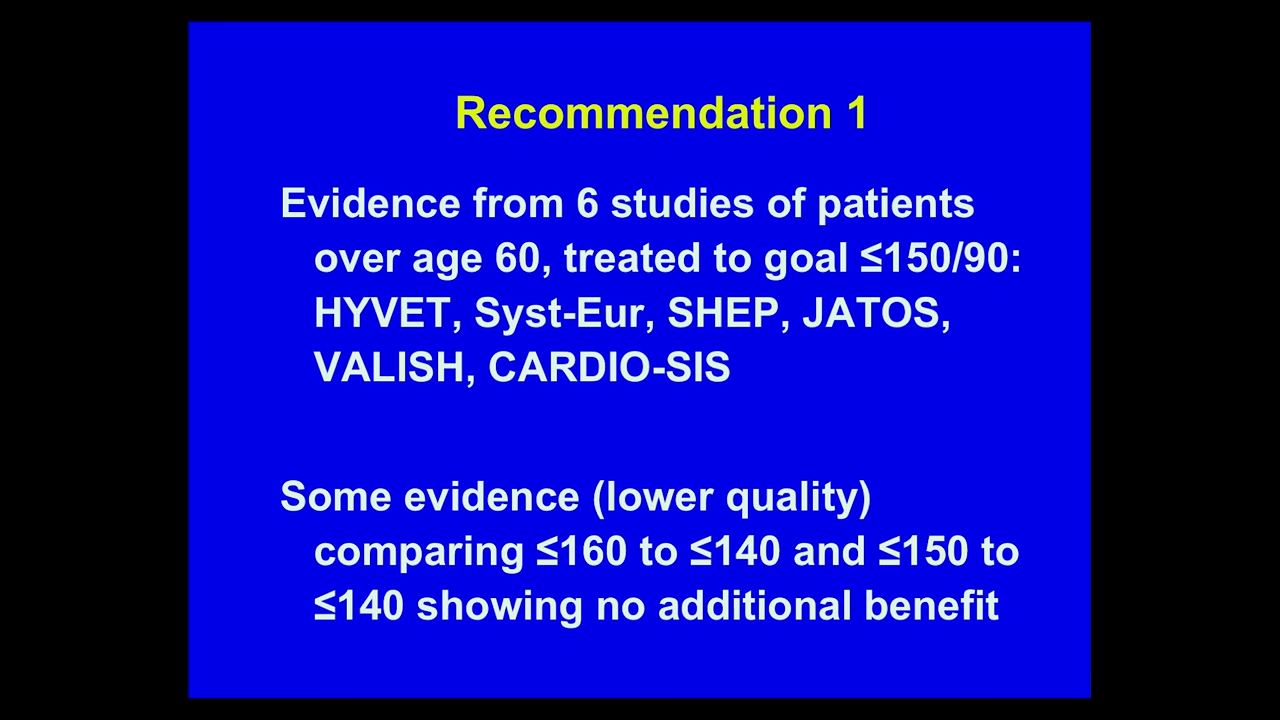 Recommendation 1
Evidence from 6 studies of patients
over age 60, treated to goal ≤150/90:
HYVET, Syst-Eur, SHEP, JATOS,
VALISH, CARDIO-SIS
Some evidence (lower quality)
comparing ≤160 to ≤140 and ≤150 to
≤140 showing no additional benefit